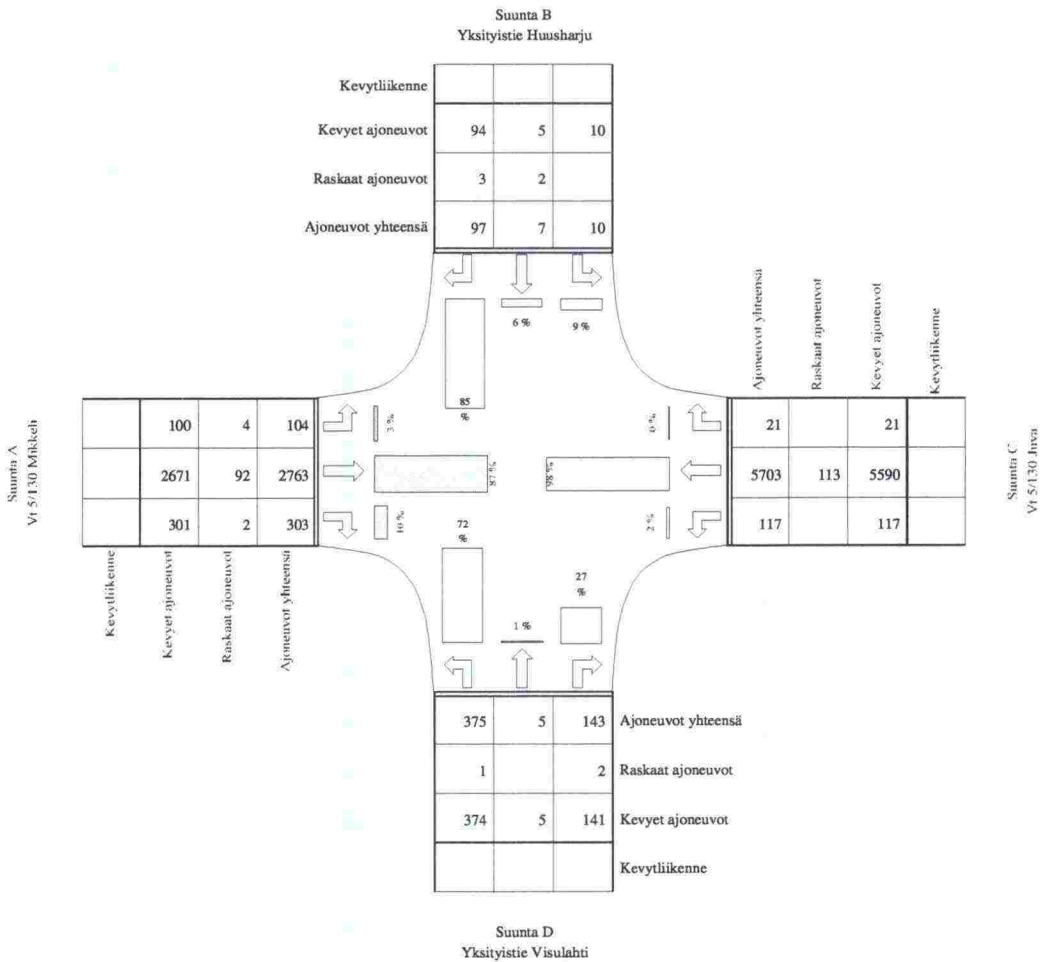 Suunta B
Yksityistie Huusharju
Kevytliikenne
Kevyet ajoneuvot 94 5 10
Raskaat ajoneuvot 3 2
Ajoneuvot yhteensä 97 7 10
85 %
6 %
9 %
Suunta A
Vt 5/130 Mikkeli
100 4 104
2671 92 2763
301 2 303
Kevytliikenne
Kevyet ajoneuvot
Raskaat ajoneuvot
Ajoneuvot yhteensä
3 %
87 %
10 %
Ajoneuvot yhteensä
Raskaat ajoneuvot
Kevyet ajoneuvot
Kevytliikenne
0 %
98 %
2 %
21 21
5703 113 5590
117 117
Suunta C
Vt 5/130 Juva
72 %
1 %
27 %
375 5 143 Ajoneuvot yhteensä
1 2 Raskaat ajoneuvot
374 5 141 Kevyet ajoneuvot
Kevytliikenne
Suunta D
Yksityistie Visulahti